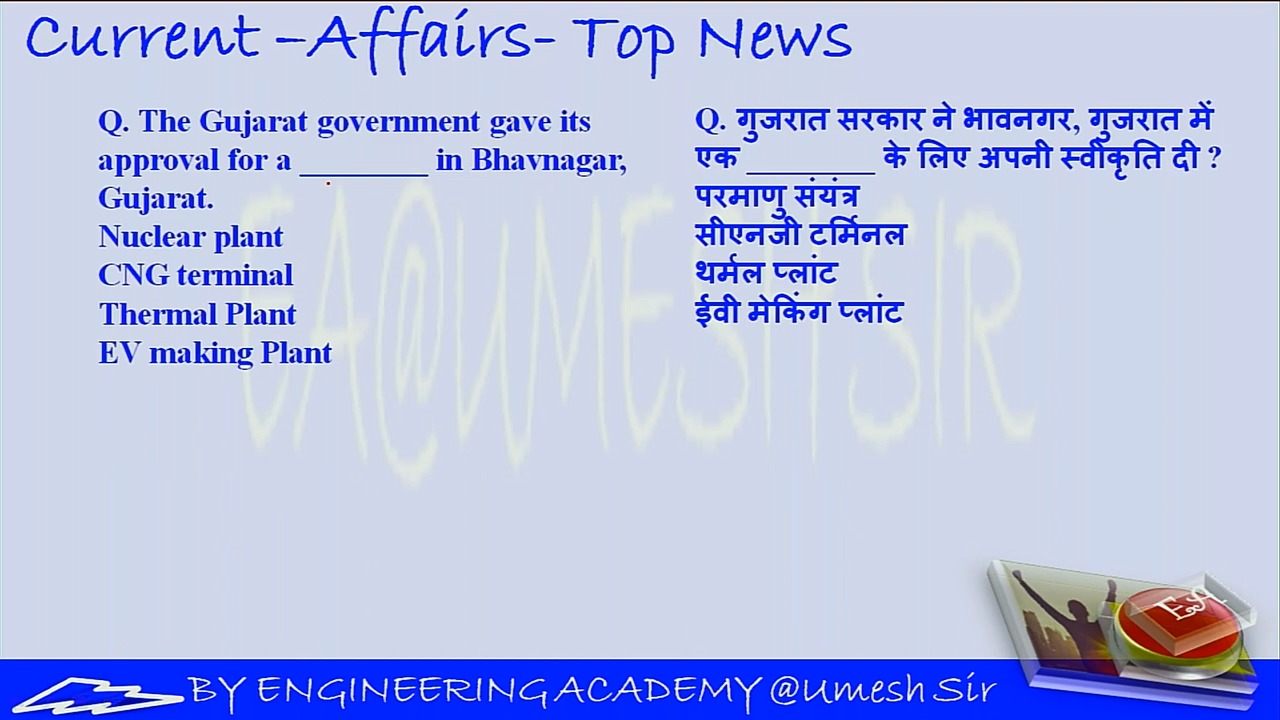 Current –Affairs- Top News
Q. The Gujarat government gave its
approval for a ________ in Bhavnagar,
Gujarat.
Nuclear plant
CNG terminal
Thermal Plant
EV making Plant
Q. गुजरात सरकार ने भावनगर, गुजरात में
एक ________ के लिए अपनी स्वीकृति दी ?
परमाणु संयंत्र
सीएनजी टर्मिनल
थर्मल प्लांट
ईवी मेकिंग प्लांट
EA@UMESH SIR
EA
BY ENGINEERING ACADEMY @Umesh Sir